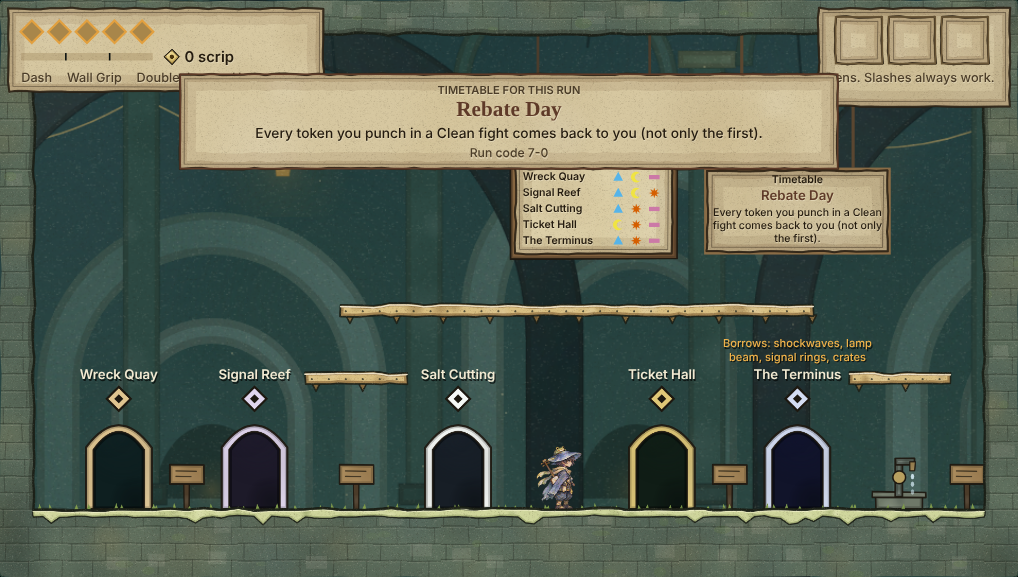 0 scrip
Dash Wall Grip Double
ens. Slashes always work.
TIMETABLE FOR THIS RUN
Rebate Day
Every token you punch in a Clean fight comes back to you (not only the first).
Run code 7-0
Wreck Quay
Signal Reef
Salt Cutting
Ticket Hall
The Terminus
Timetable
Rebate Day
Every token you punch in a Clean
fight comes back to you (not only
the first).
Borrows: shockwaves, lamp
beam, signal rings, crates
Wreck Quay
Signal Reef
Salt Cutting
Ticket Hall
The Terminus